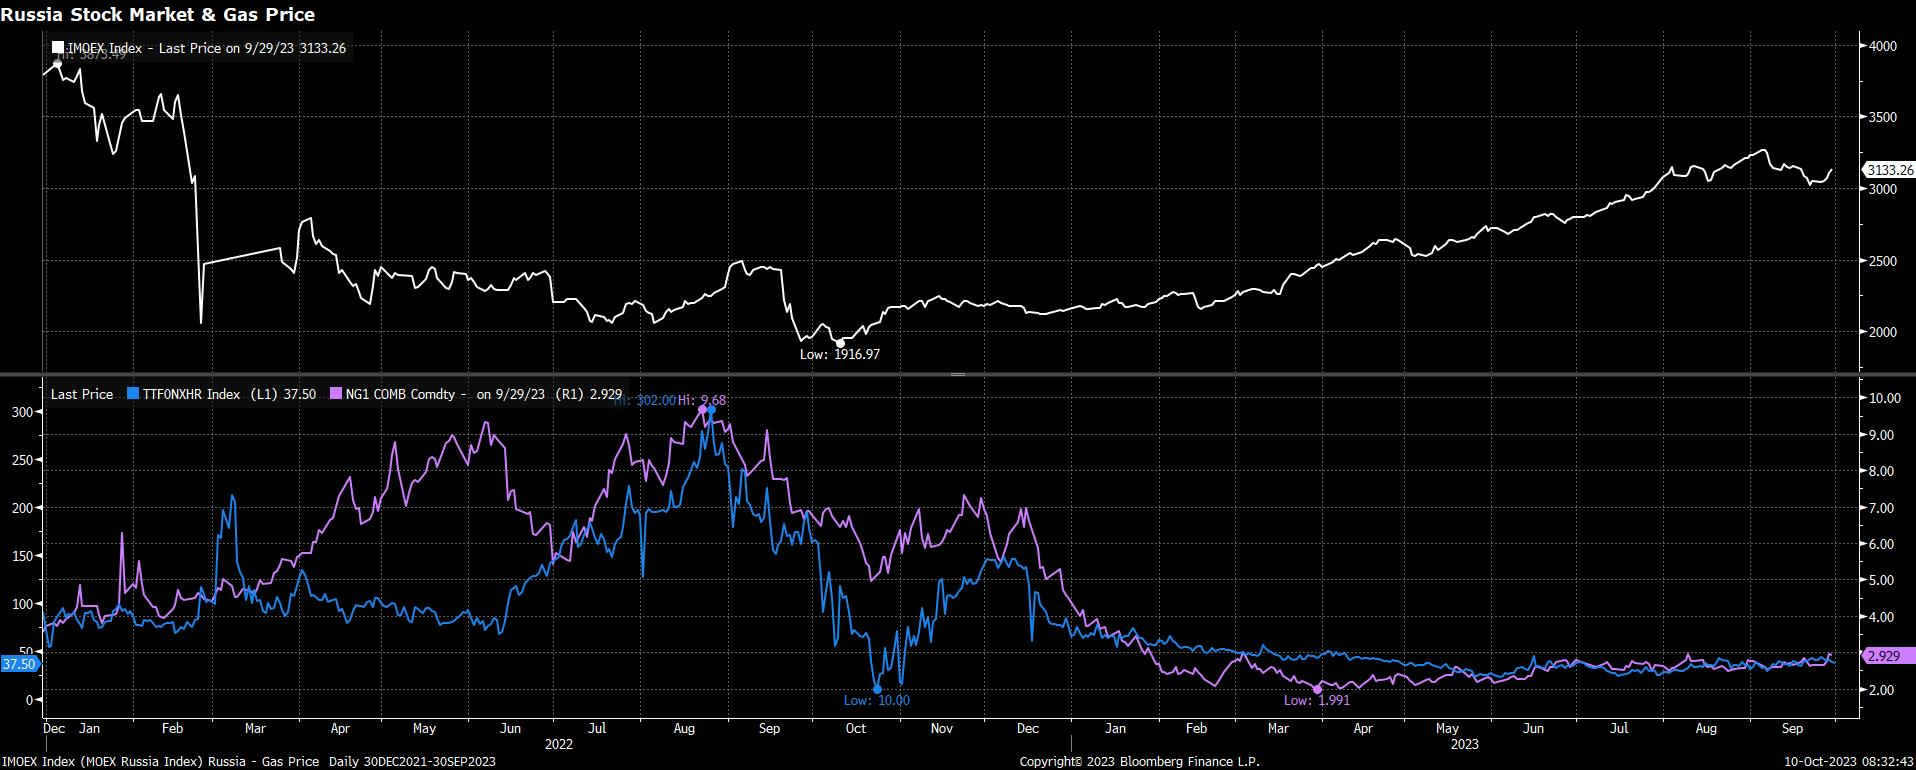 Russia Stock Market & Gas Price
IMOEX Index - Last Price on 9/29/23 3133.26
Hi: 3873.49
4000
3500
3133.26
3000
2500
2000
Low: 1916.97
Last Price TTF0NXHR Index (L1) 37.50 NG1 COMB Comdty - on 9/29/23 (R1) 2.929
Hi: 302.00 Hi: 9.68
300
250
200
150
100
50
37.50
0
10.00
9.00
8.00
7.00
6.00
5.00
4.00
2.929
2.00
Low: 10.00
Low: 1.991
Dec Jan Feb Mar Apr May Jun Jul Aug Sep Oct Nov Dec Jan Feb Mar Apr May Jun Jul Aug Sep
2022 2023
IMOEX Index (MOEX Russia Index) Russia - Gas Price Daily 30DEC2021-30SEP2023 Copyright© 2023 Bloomberg Finance L.P. 10-Oct-2023 08:32:43